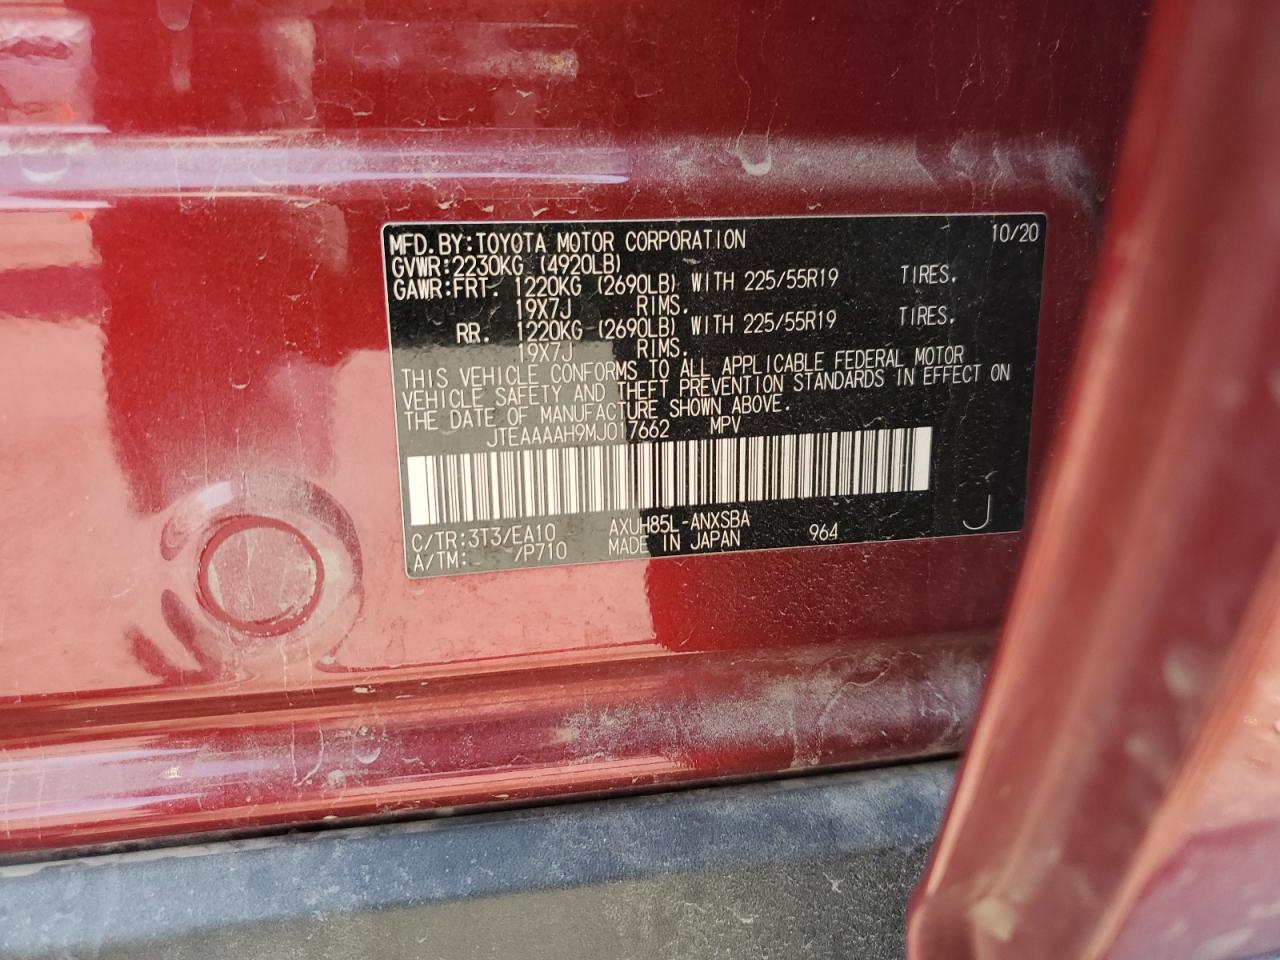 MFD.BY:TOYOTA MOTOR CORPORATION 10/20
GVWR:2230KG (4920LB)
GAWR:FRT. 1220KG (2690LB) WITH 225/55R19 TIRES.
19X7J RIMS.
RR. 1220KG (2690LB) WITH 225/55R19 TIRES.
19X7J RIMS.
THIS VEHICLE CONFORMS TO ALL APPLICABLE FEDERAL MOTOR
VEHICLE SAFETY AND THEFT PREVENTION STANDARDS IN EFFECT ON
THE DATE OF MANUFACTURE SHOWN ABOVE.
JTEAAAAH9MJ017662 MPV
C/TR:3T3/EA10 AXUH85L-ANXSBA
A/TM: /P710 MADE IN JAPAN 964 J